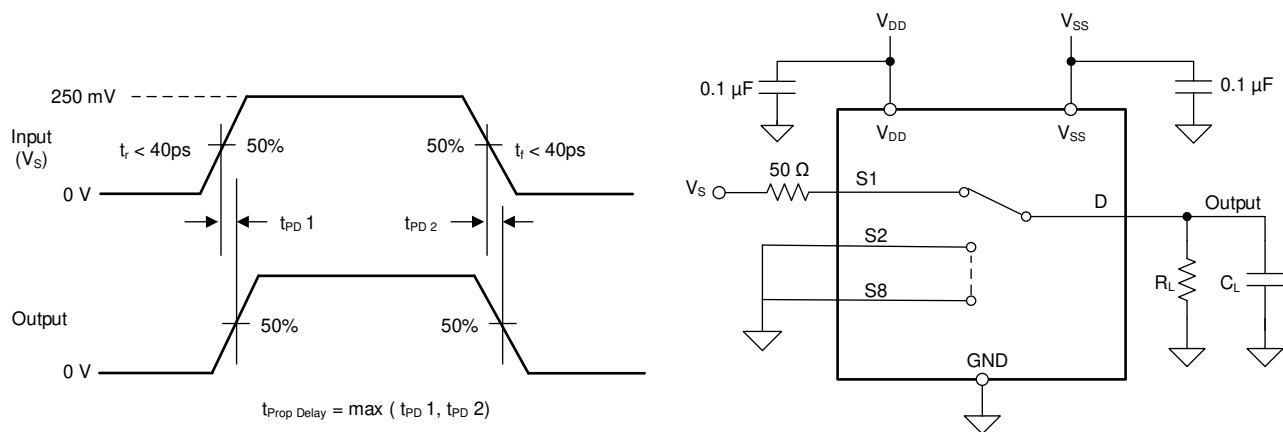 250 mV
Input
(VS)
tr < 40ps
50%
50%
tf < 40ps
0 V
tPD 1
tPD 2
Output
50%
50%
0 V
tProp Delay = max ( tPD 1, tPD 2)
VDD
VSS
0.1 µF
0.1 µF
VDD
VSS
50 Ω
VS
S1
D
Output
S2
S8
RL
CL
GND